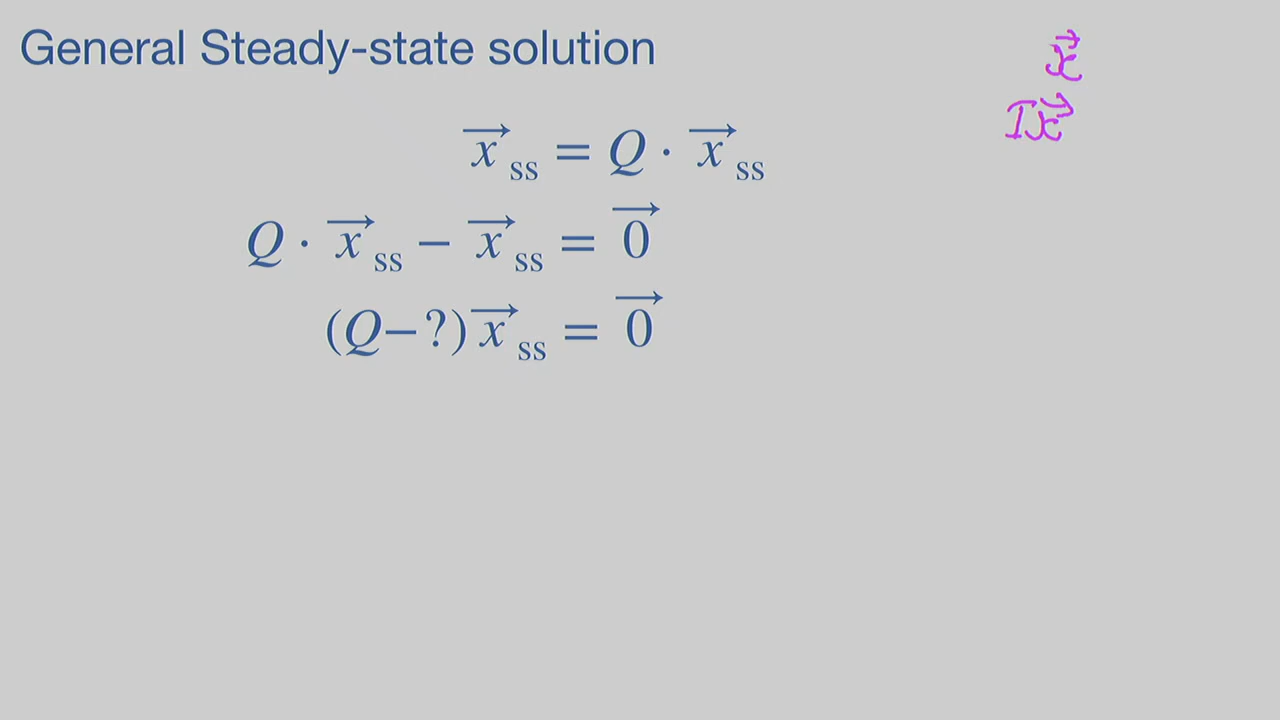 General Steady-state solution
x⃗
Ix⃗
x⃗ ss = Q · x⃗ ss
Q · x⃗ ss − x⃗ ss = 0⃗
(Q−?)x⃗ ss = 0⃗